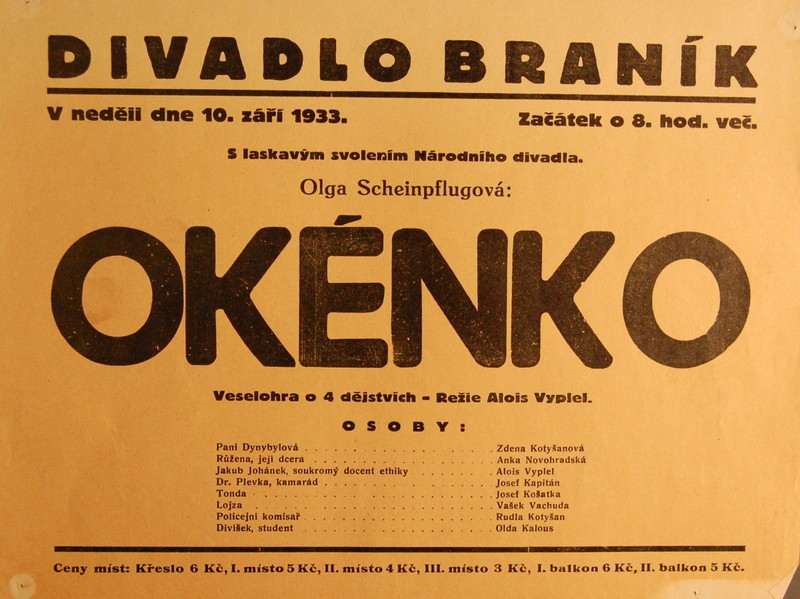 DIVADLO BRANÍK
V neděli dne 10. září 1933. Začátek o 8. hod. več.
S laskavým svolením Národního divadla.
Olga Scheinpflugová:
OKÉNKO
Veselohra o 4 dějstvích - Režie Alois Vyplel.
OSOBY:
Paní Dynybylová . . . . . . . . . . . . . . . . Zdena Kotyšanová
Růžena, její dcera . . . . . . . . . . . . . . . Anka Novohradská
Jakub Johánek, soukromý docent ethiky . . . . . . . Alois Vyplel
Dr. Plevka, kamarád . . . . . . . . . . . . . . Josef Kapitán
Tonda . . . . . . . . . . . . . . . . . . . Josef Košatka
Lojza . . . . . . . . . . . . . . . . . . . Vašek Vachuda
Policejní komisař . . . . . . . . . . . . . . . Rudla Kotyšan
Divíšek, student . . . . . . . . . . . . . . . Olda Kalous
Ceny míst: Křeslo 6 Kč, I. místo 5 Kč, II. místo 4 Kč, III. místo 3 Kč, I. balkon 6 Kč, II. balkon 5 Kč.